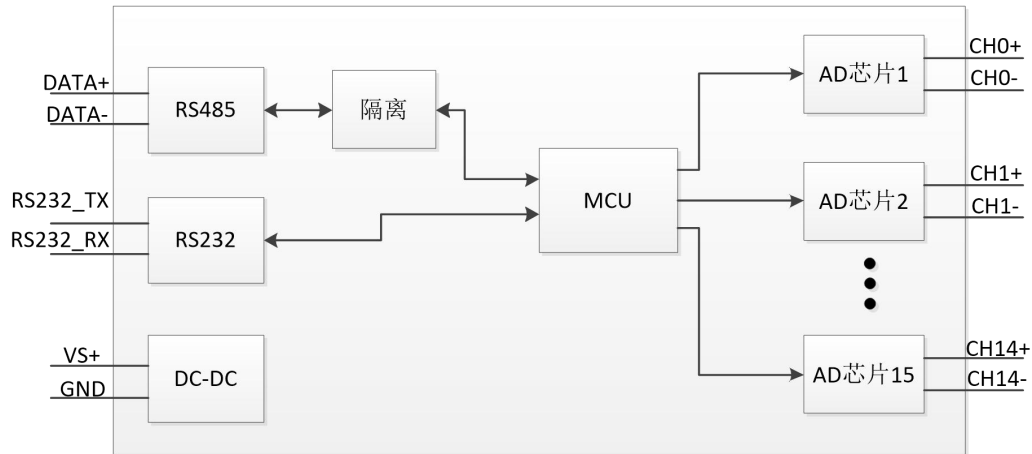 DATA+
DATA-
RS485
隔离
RS232_TX
RS232_RX
RS232
VS+
GND
DC-DC
MCU
AD芯片1
CH0+
CH0-
AD芯片2
CH1+
CH1-
AD芯片15
CH14+
CH14-